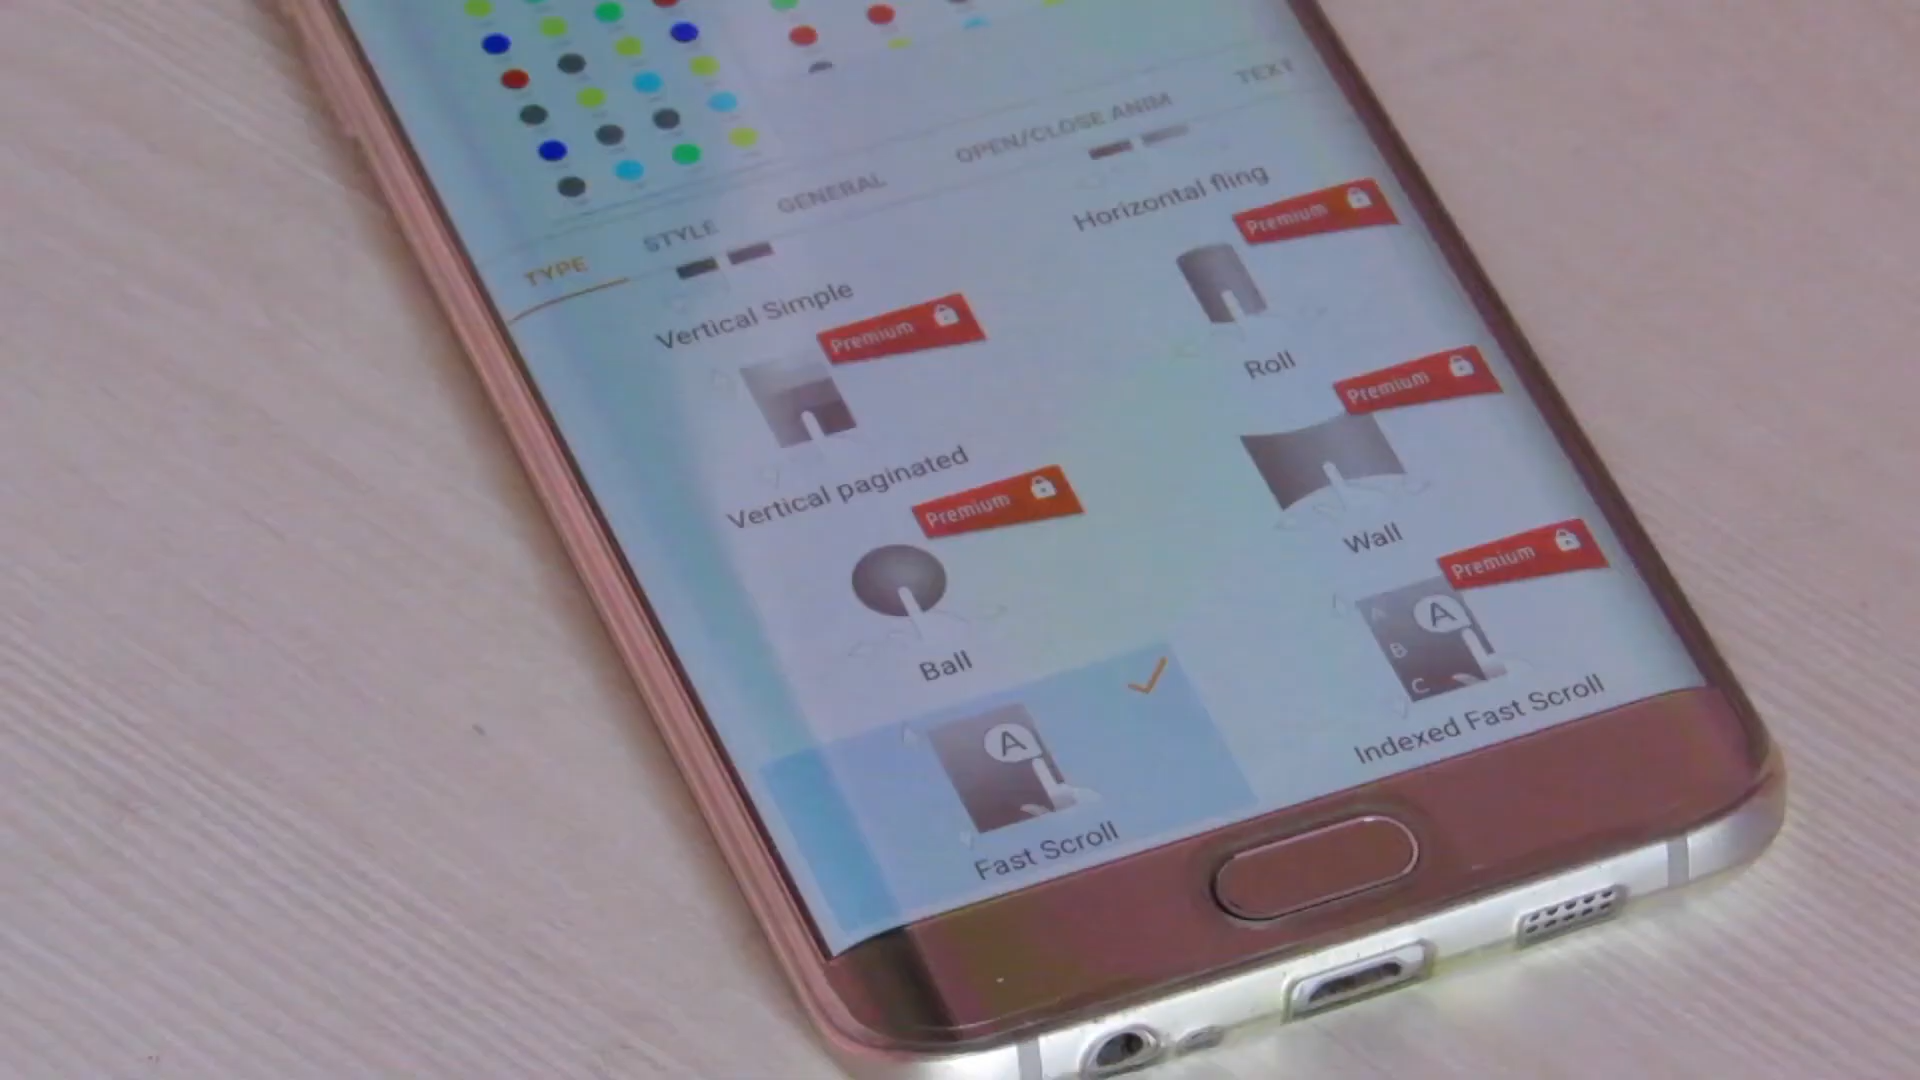 TYPE STYLE GENERAL OPEN/CLOSE ANIM TEXT
Vertical Simple
Horizontal fling
Premium
Premium
Vertical paginated
Roll
Premium
Premium
Ball
Wall
Premium
A
A
B
C
A
Fast Scroll
Indexed Fast Scroll